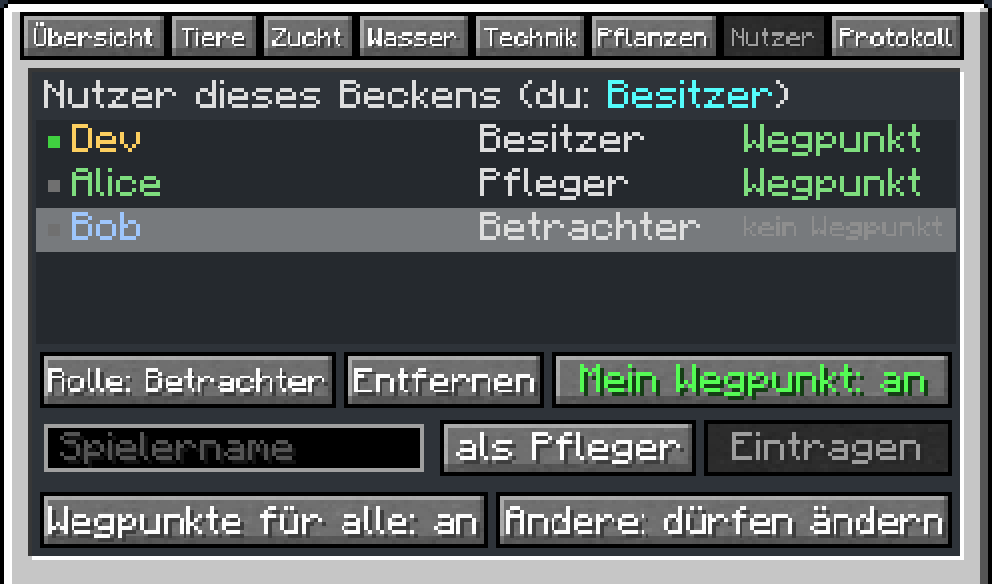 Übersicht Tiere Zucht Wasser Technik Pflanzen Nutzer Protokoll
Nutzer dieses Beckens (du: Besitzer)
Dev Besitzer Wegpunkt
Alice Pfleger Wegpunkt
Bob Betrachter kein Wegpunkt
Rolle: Betrachter Entfernen Mein Wegpunkt: an
Spielername als Pfleger Eintragen
Wegpunkte für alle: an Andere: dürfen ändern